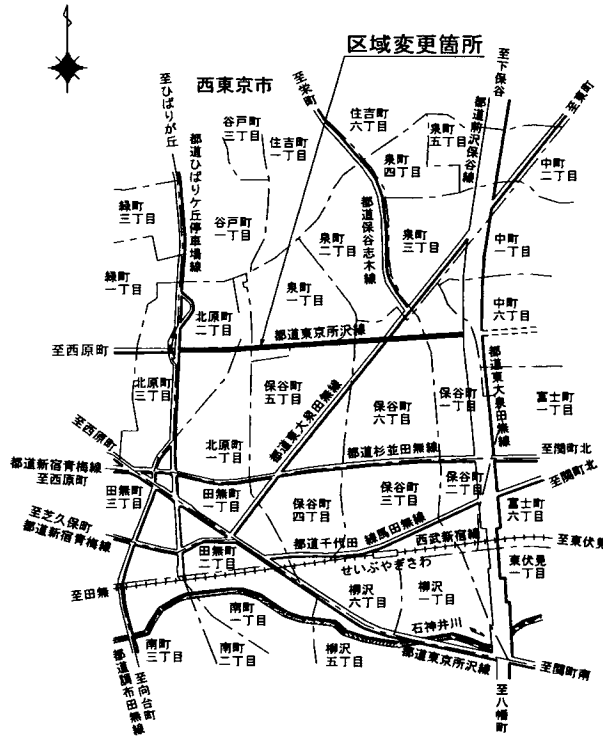 区域変更箇所
西東京市
至ひばりが丘
都道ひばりケ丘停車場線
谷戸町
三丁目
住吉町
一丁目
至栄町
住吉町
六丁目
泉町
五丁目
泉町
四丁目
都道前沢保谷線
至下保谷
至東町
中町
二丁目
緑町
三丁目
谷戸町
一丁目
泉町
二丁目
都道保谷志木線
泉町
三丁目
中町
一丁目
緑町
一丁目
泉町
一丁目
中町
六丁目
北原町
二丁目
都道東京所沢線
至西原町
都道東大泉田無線
北原町
三丁目
保谷町
五丁目
都道東大泉田無線
保谷町
六丁目
保谷町
一丁目
富士町
一丁目
至西原町
北原町
一丁目
都道杉並田無線
至関町北
都道新宿青梅線
至西原町
田無町
三丁目
田無町
一丁目
保谷町
四丁目
保谷町
三丁目
保谷町
二丁目
至関町北
富士町
六丁目
至芝久保町
都道新宿青梅線
田無町
二丁目
都道千代田
練馬田無線
西武新宿線
至東伏見
せいぶやぎさわ
東伏見
一丁目
至田無
柳沢
六丁目
柳沢
一丁目
南町
一丁目
石神井川
南町
三丁目
南町
二丁目
柳沢
五丁目
都道東京所沢線
至関町南
都道調布田無線
至向台町
至八幡町